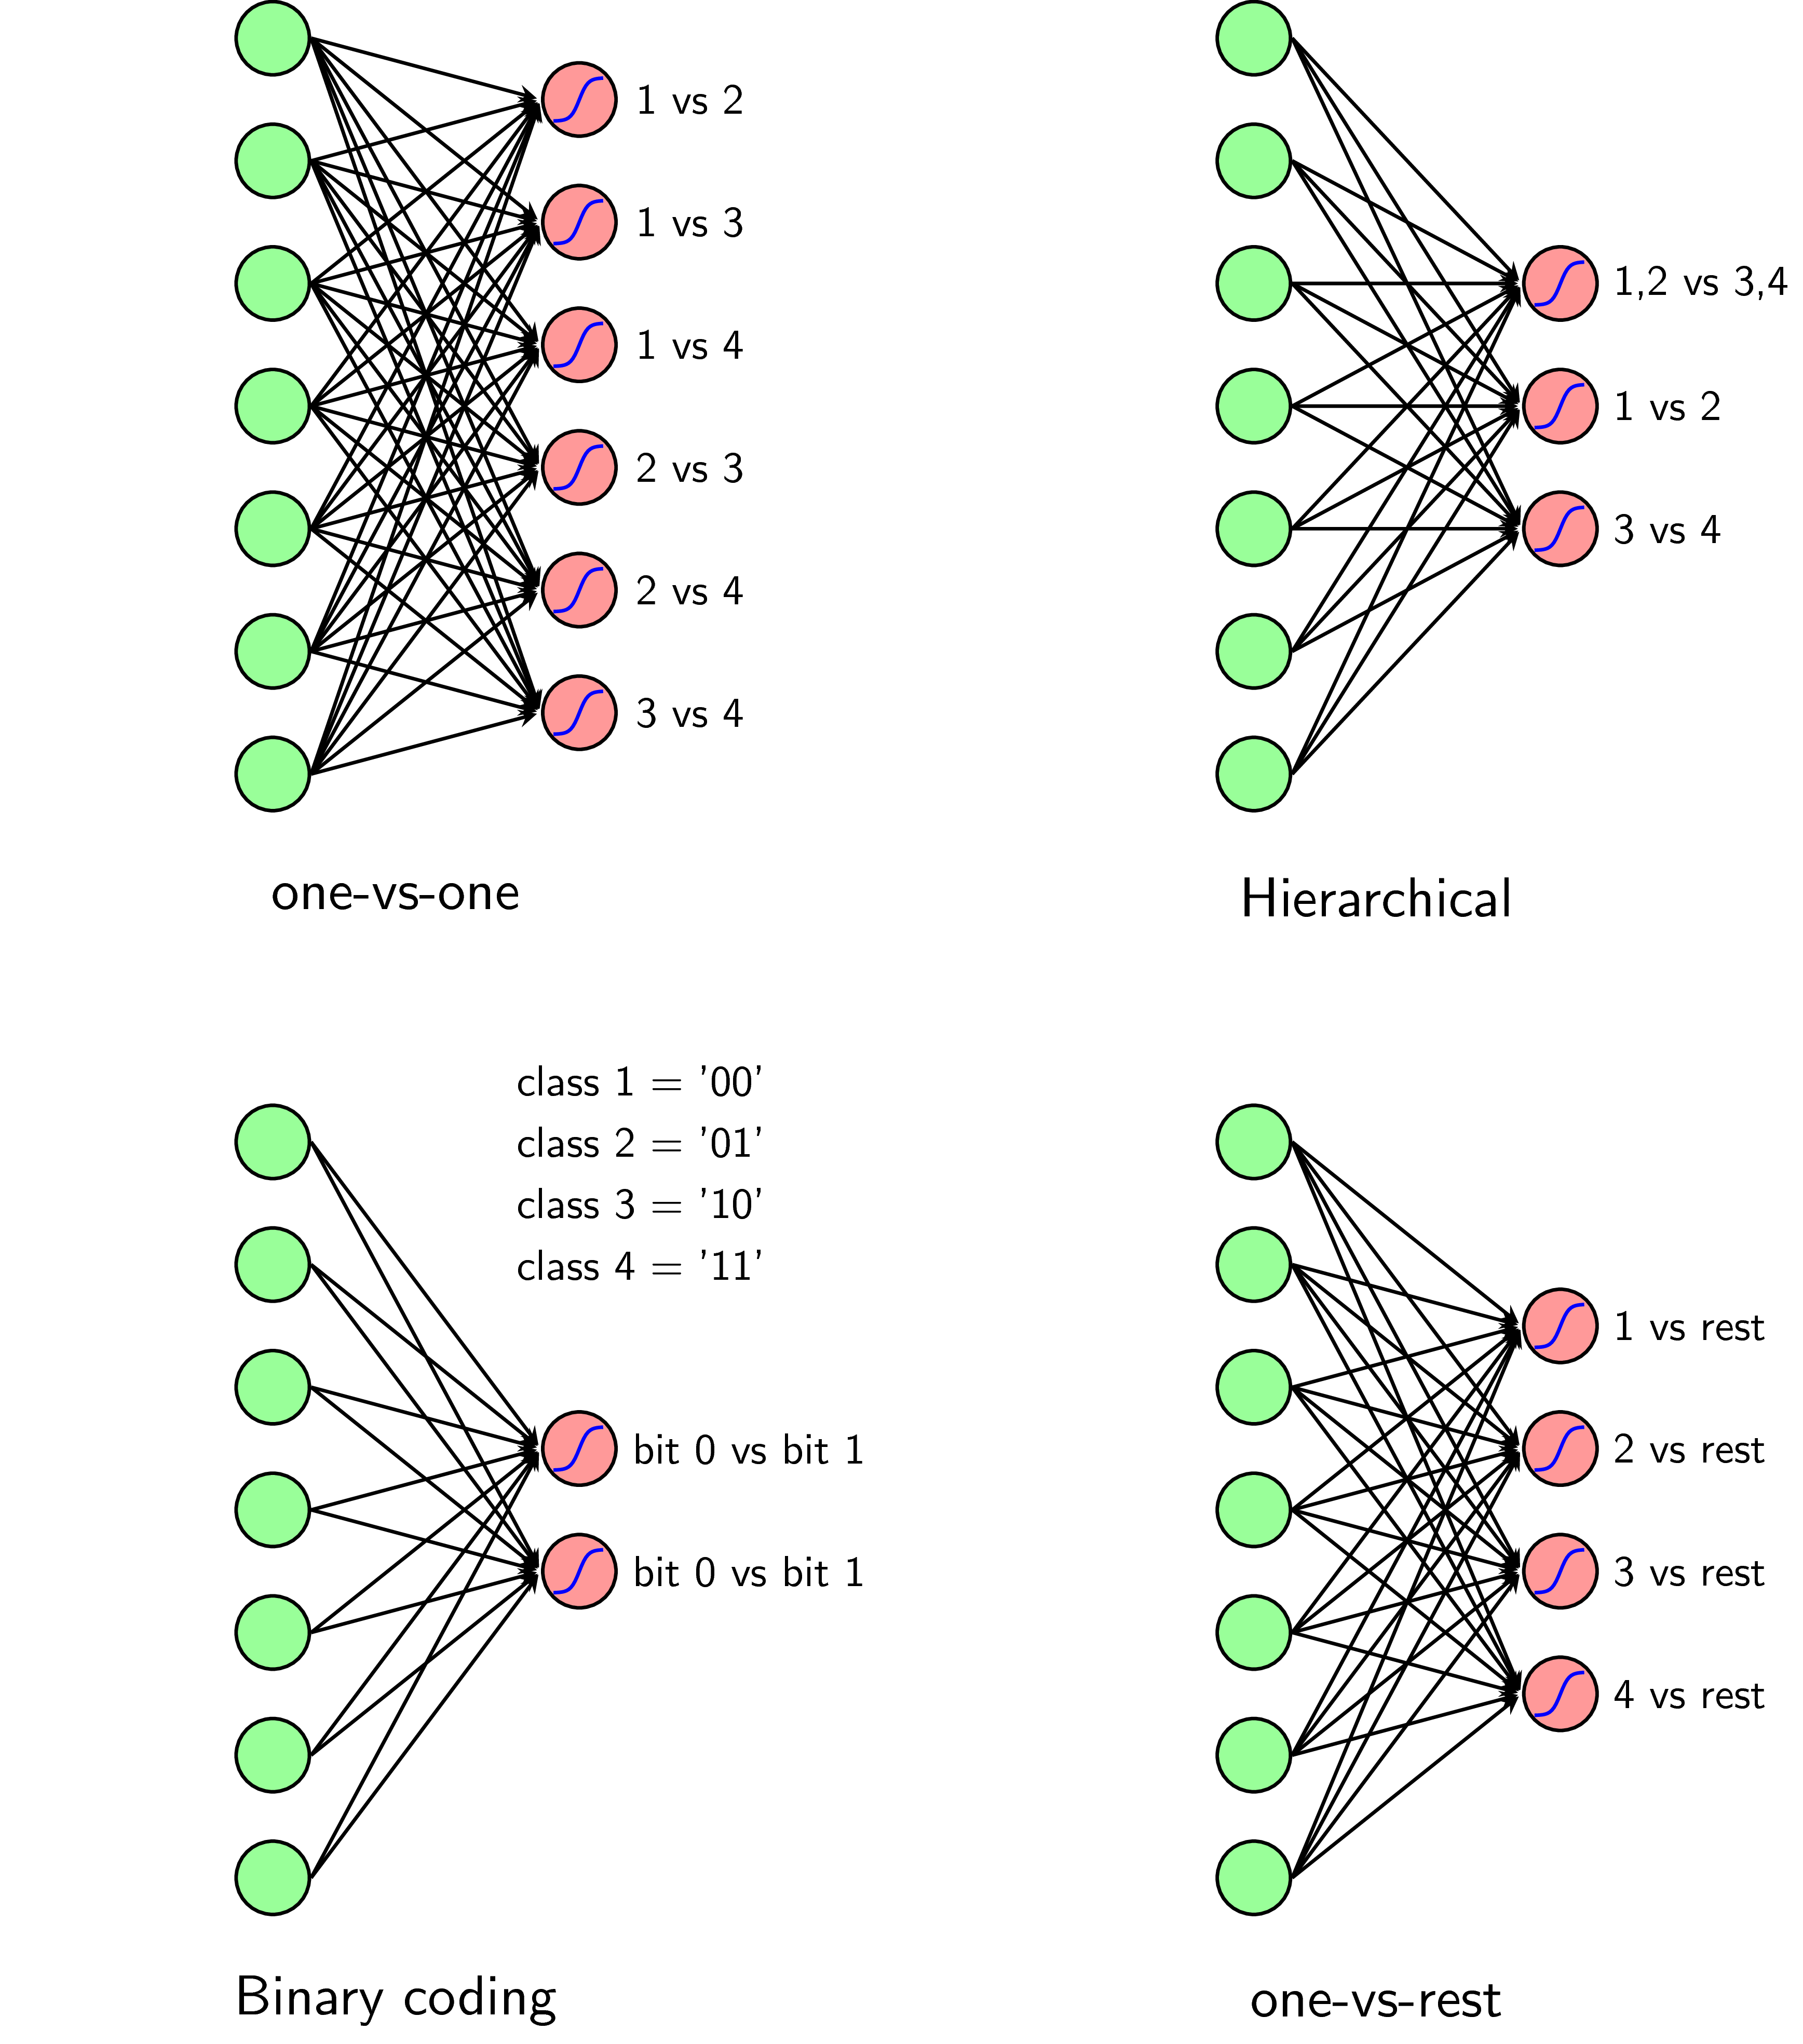 1 vs 2
1 vs 3
1 vs 4
2 vs 3
2 vs 4
3 vs 4
one-vs-one
1,2 vs 3,4
1 vs 2
3 vs 4
Hierarchical
class 1 = '00'
class 2 = '01'
class 3 = '10'
class 4 = '11'
bit 0 vs bit 1
bit 0 vs bit 1
Binary coding
1 vs rest
2 vs rest
3 vs rest
4 vs rest
one-vs-rest